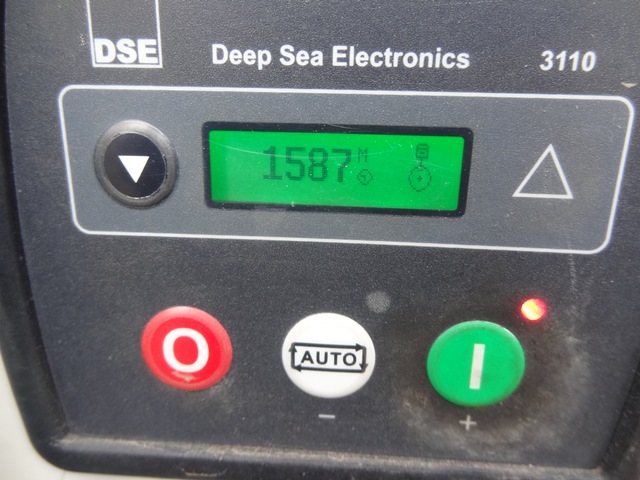 DSE
Deep Sea Electronics 3110
1587 M
O AUTO I
− +